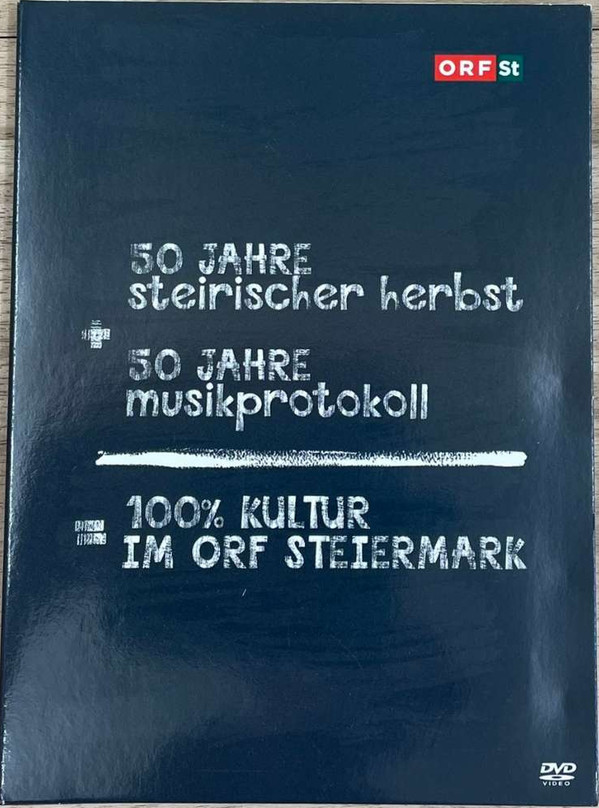 ORF St
50 JAHRE
steirischer herbst
+
50 JAHRE
musikprotokoll
= 100% KULTUR
IM ORF STEIERMARK
DVD
VIDEO